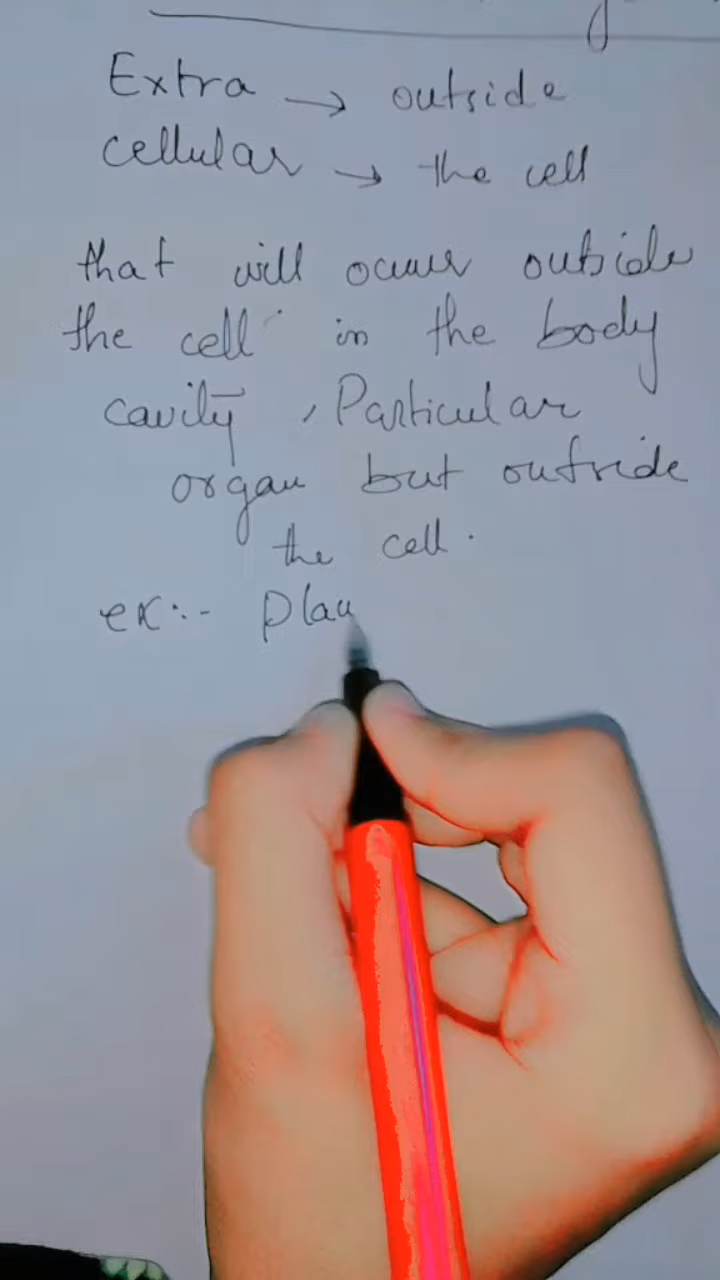 Extra → outside
cellular → the cell
that will occur outside
the cell in the body
cavity, Particular
organ but outside
the cell.
ex:- Plau